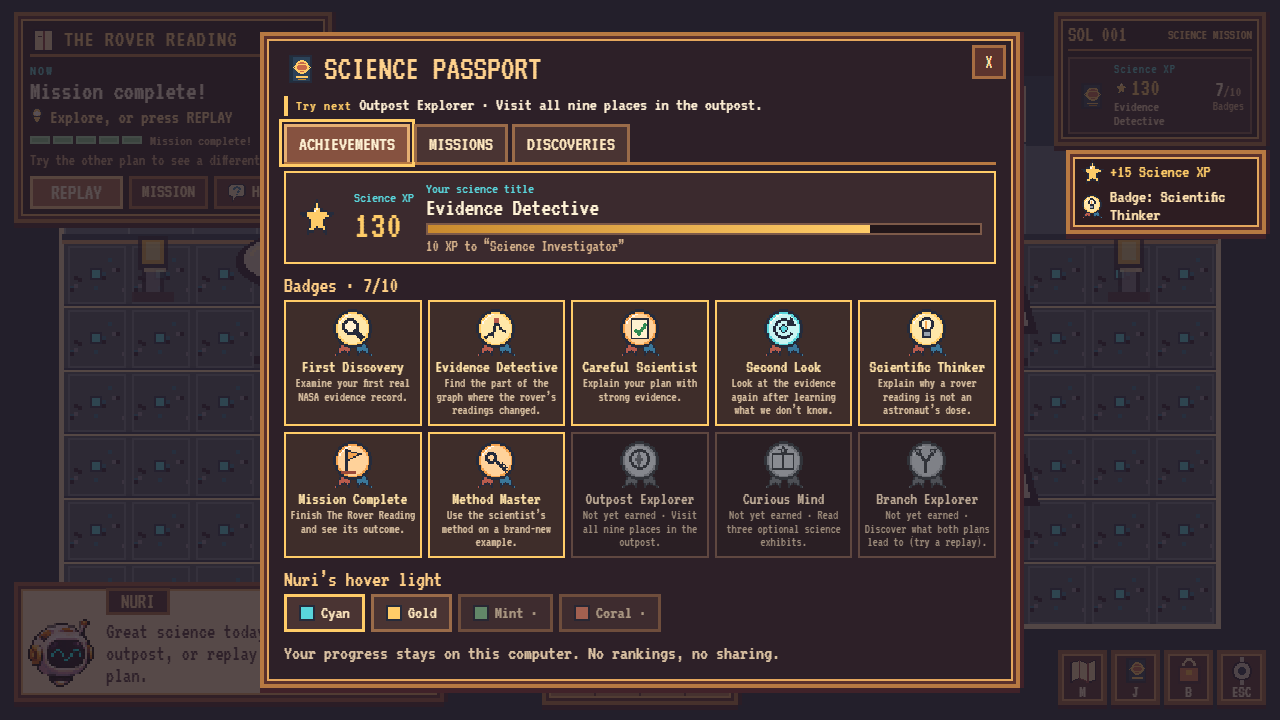 THE ROVER READING
NOW
Mission complete!
Explore, or press REPLAY
Mission complete!
Try the other plan to see a different
REPLAY
MISSION
SCIENCE PASSPORT
X
Try next Outpost Explorer · Visit all nine places in the outpost.
ACHIEVEMENTS
MISSIONS
DISCOVERIES
Science XP
130
Your science title
Evidence Detective
10 XP to “Science Investigator”
Badges · 7/10
First Discovery
Examine your first real
NASA evidence record.
Evidence Detective
Find the part of the
graph where the rover's
readings changed.
Careful Scientist
Explain your plan with
strong evidence.
Second Look
Look at the evidence
again after learning
what we don't know.
Scientific Thinker
Explain why a rover
reading is not an
astronaut's dose.
Mission Complete
Finish The Rover Reading
and see its outcome.
Method Master
Use the scientist's
method on a brand-new
example.
Outpost Explorer
Not yet earned · Visit
all nine places in the
outpost.
Curious Mind
Not yet earned · Read
three optional science
exhibits.
Branch Explorer
Not yet earned ·
Discover what both plans
lead to (try a replay).
Nuri's hover light
Cyan
Gold
Mint ·
Coral ·
Your progress stays on this computer. No rankings, no sharing.
SOL 001
SCIENCE MISSION
Science XP
130
Evidence
Detective
7/10
Badges
+15 Science XP
Badge: Scientific
Thinker
NURI
Great science today
outpost, or replay
plan.
M
J
B
ESC